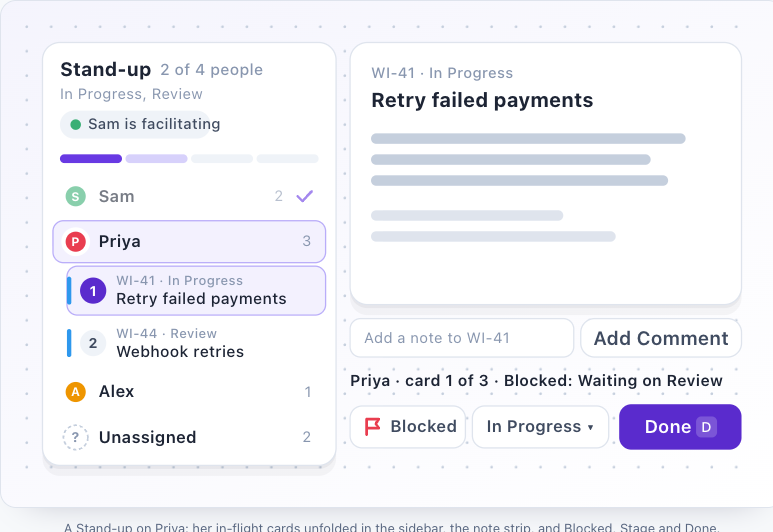 Stand-up 2 of 4 people
In Progress, Review
Sam is facilitating
S Sam 2
P Priya 3
1 WI-41 · In Progress
Retry failed payments
2 WI-44 · Review
Webhook retries
A Alex 1
? Unassigned 2
WI-41 · In Progress
Retry failed payments
Add a note to WI-41
Add Comment
Priya · card 1 of 3 · Blocked: Waiting on Review
Blocked
In Progress ▾
Done D
A Stand-up on Priya: her in-flight cards unfolded in the sidebar, the note strip, and Blocked, Stage and Done.